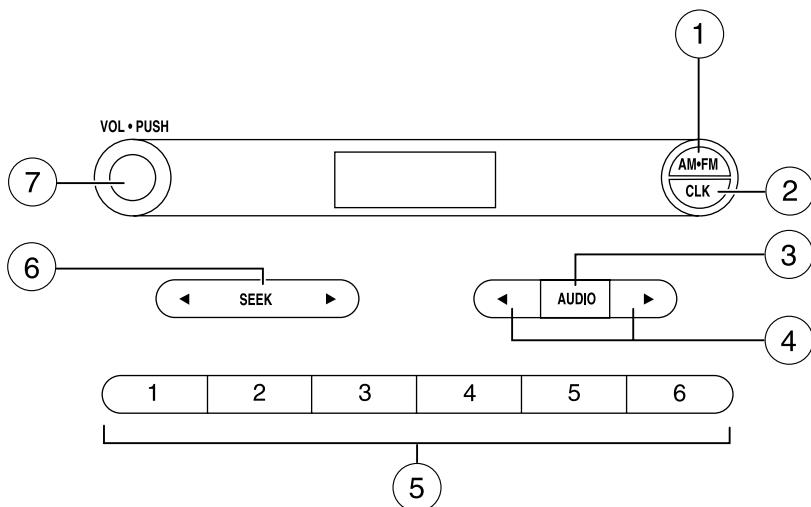 1
VOL • PUSH
AM•FM
7
CLK
2
6
3
◄ SEEK ►
◄ AUDIO ►
4
1 2 3 4 5 6
5